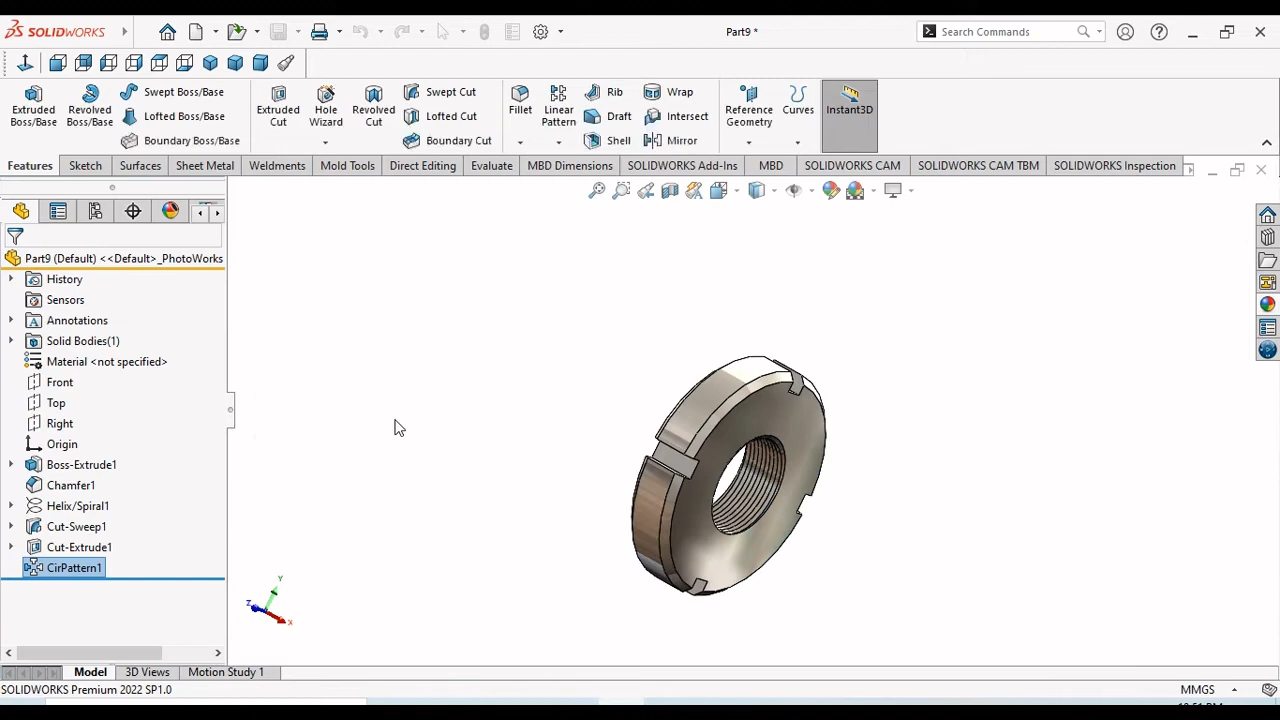 SOLIDWORKS
Part9 *
Search Commands
Extruded Boss/Base
Revolved Boss/Base
Swept Boss/Base
Lofted Boss/Base
Boundary Boss/Base
Extruded Cut
Hole Wizard
Revolved Cut
Swept Cut
Lofted Cut
Boundary Cut
Fillet
Linear Pattern
Rib
Draft
Shell
Wrap
Intersect
Mirror
Reference Geometry
Curves
Instant3D
Features
Sketch
Surfaces
Sheet Metal
Weldments
Mold Tools
Direct Editing
Evaluate
MBD Dimensions
SOLIDWORKS Add-Ins
MBD
SOLIDWORKS CAM
SOLIDWORKS CAM TBM
SOLIDWORKS Inspection
Part9 (Default) <<Default>_PhotoWorks
History
Sensors
Annotations
Solid Bodies(1)
Material <not specified>
Front
Top
Right
Origin
Boss-Extrude1
Chamfer1
Helix/Spiral1
Cut-Sweep1
Cut-Extrude1
CirPattern1
Y
Z
X
Model
3D Views
Motion Study 1
SOLIDWORKS Premium 2022 SP1.0
MMGS